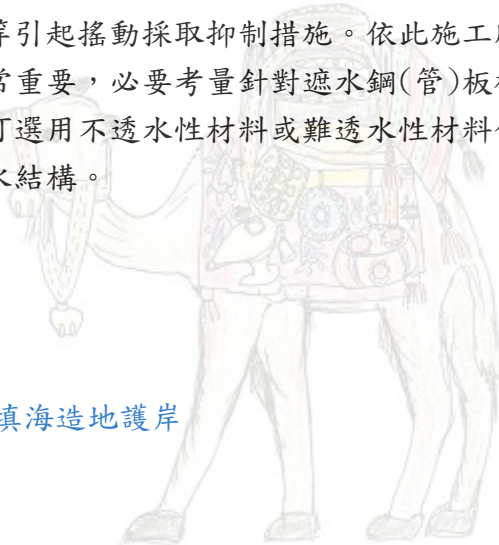 等引起搖動採取抑制措施。依此施工
常重要，必要考量針對遮水鋼(管)板
可選用不透水性材料或難透水性材料
水結構。
填海造地護岸